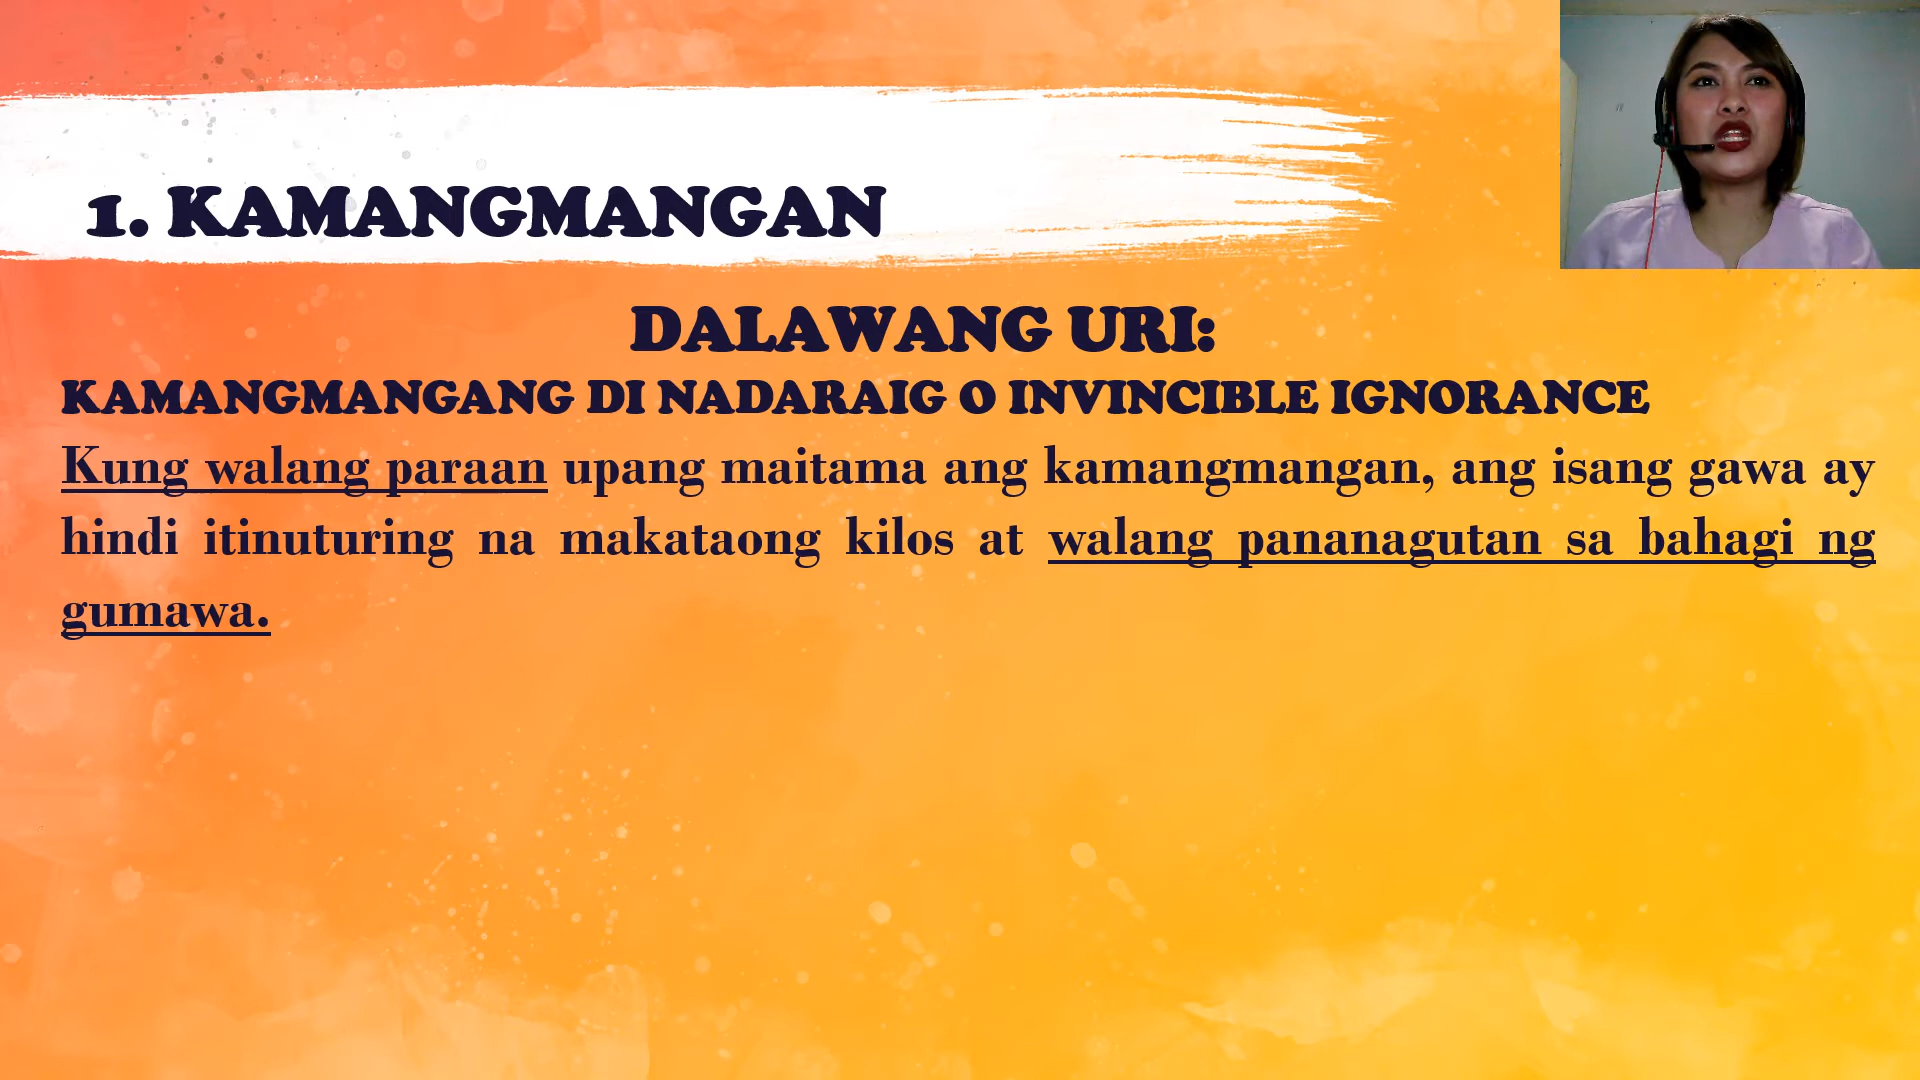 1. KAMANGMANGAN
DALAWANG URI:
KAMANGMANGANG DI NADARAIG O INVINCIBLE IGNORANCE
Kung walang paraan upang maitama ang kamangmangan, ang isang gawa ay
hindi itinuturing na makataong kilos at walang pananagutan sa bahagi ng
gumawa.